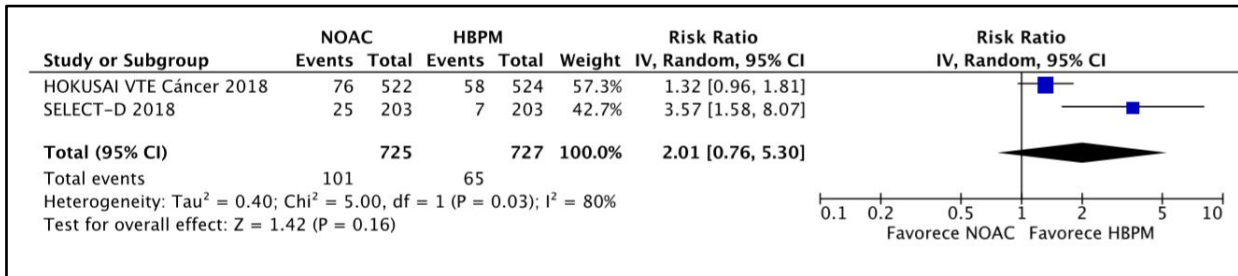 NOAC HBPM Risk Ratio Risk Ratio
Study or Subgroup Events Total Events Total Weight IV, Random, 95% CI IV, Random, 95% CI
HOKUSAI VTE Cáncer 2018 76 522 58 524 57.3% 1.32 [0.96, 1.81]
SELECT-D 2018 25 203 7 203 42.7% 3.57 [1.58, 8.07]
Total (95% CI) 725 727 100.0% 2.01 [0.76, 5.30]
Total events 101 65
Heterogeneity: Tau² = 0.40; Chi² = 5.00, df = 1 (P = 0.03); I² = 80%
Test for overall effect: Z = 1.42 (P = 0.16)
0.1 0.2 0.5 1 2 5 10
Favorece NOAC Favorece HBPM